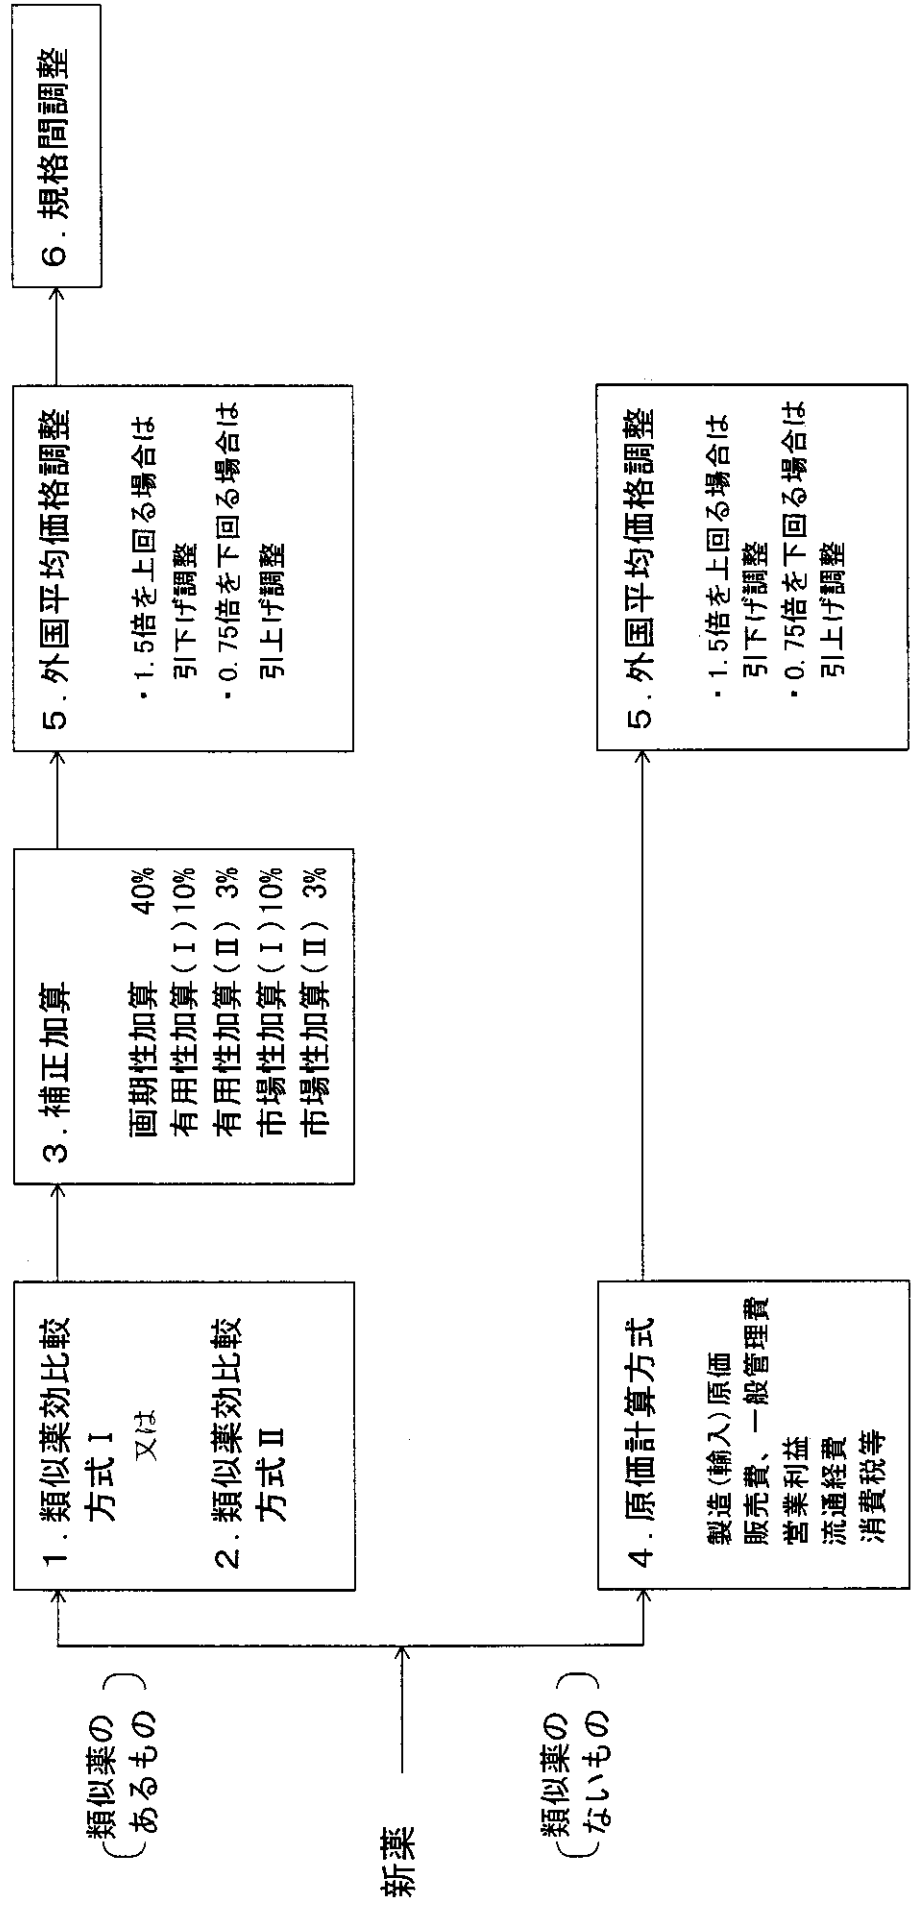 新薬
類似薬の
あるもの
1．類似薬効比較
方式Ⅰ
又は
2．類似薬効比較
方式Ⅱ
3．補正加算
画期性加算 40%
有用性加算(Ⅰ)10%
有用性加算(Ⅱ) 3%
市場性加算(Ⅰ)10%
市場性加算(Ⅱ) 3%
5．外国平均価格調整
・1.5倍を上回る場合は
引下げ調整
・0.75倍を下回る場合は
引上げ調整
6．規格間調整
類似薬の
ないもの
4．原価計算方式
製造(輸入)原価
販売費、一般管理費
営業利益
流通経費
消費税等
5．外国平均価格調整
・1.5倍を上回る場合は
引下げ調整
・0.75倍を下回る場合は
引上げ調整